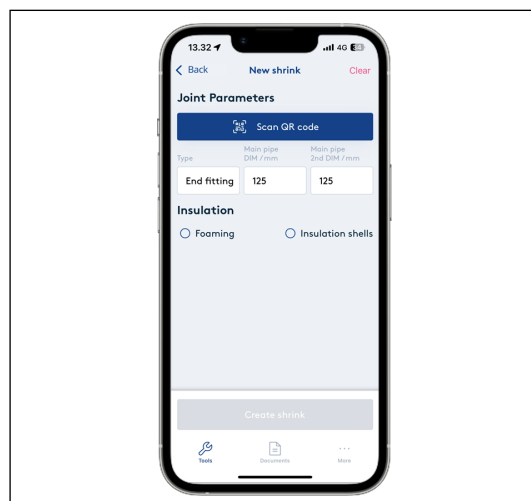 13.32
4G
Back
New shrink
Clear
Joint Parameters
Scan QR code
Type
Main pipe
DIM / mm
Main pipe
2nd DIM / mm
End fitting
125
125
Insulation
Foaming
Insulation shells
Create shrink
Tools
Documents
More